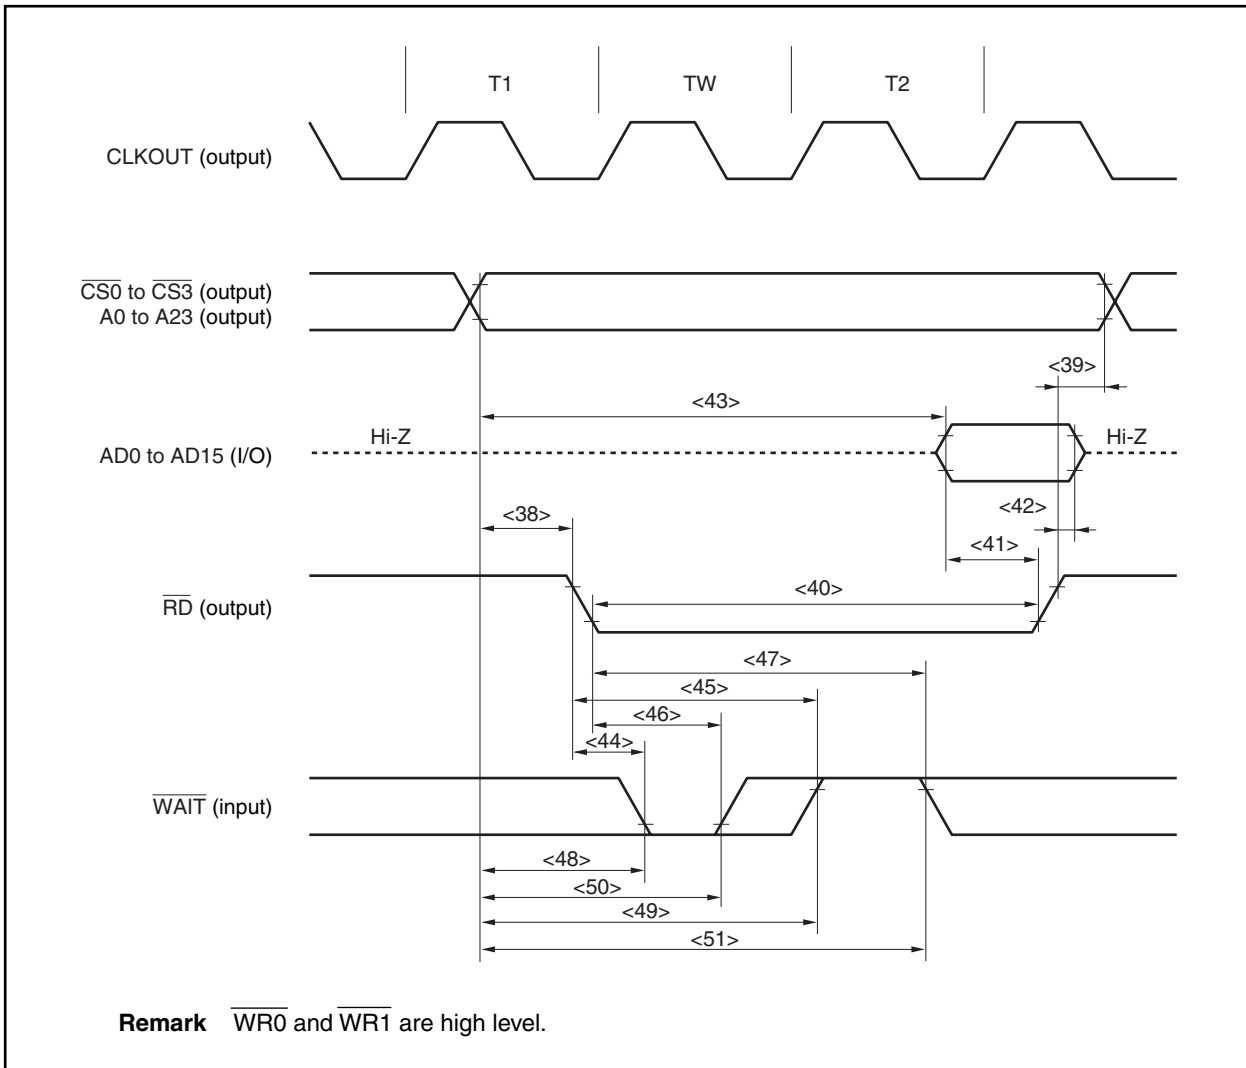 T1 TW T2
CLKOUT (output)
CS0 to CS3 (output)
A0 to A23 (output)
<39>
<43>
Hi-Z Hi-Z
AD0 to AD15 (I/O)
<42>
<38>
<41>
<40>
RD (output)
<47>
<45>
<46>
<44>
WAIT (input)
<48>
<50>
<49>
<51>
Remark WR0 and WR1 are high level.